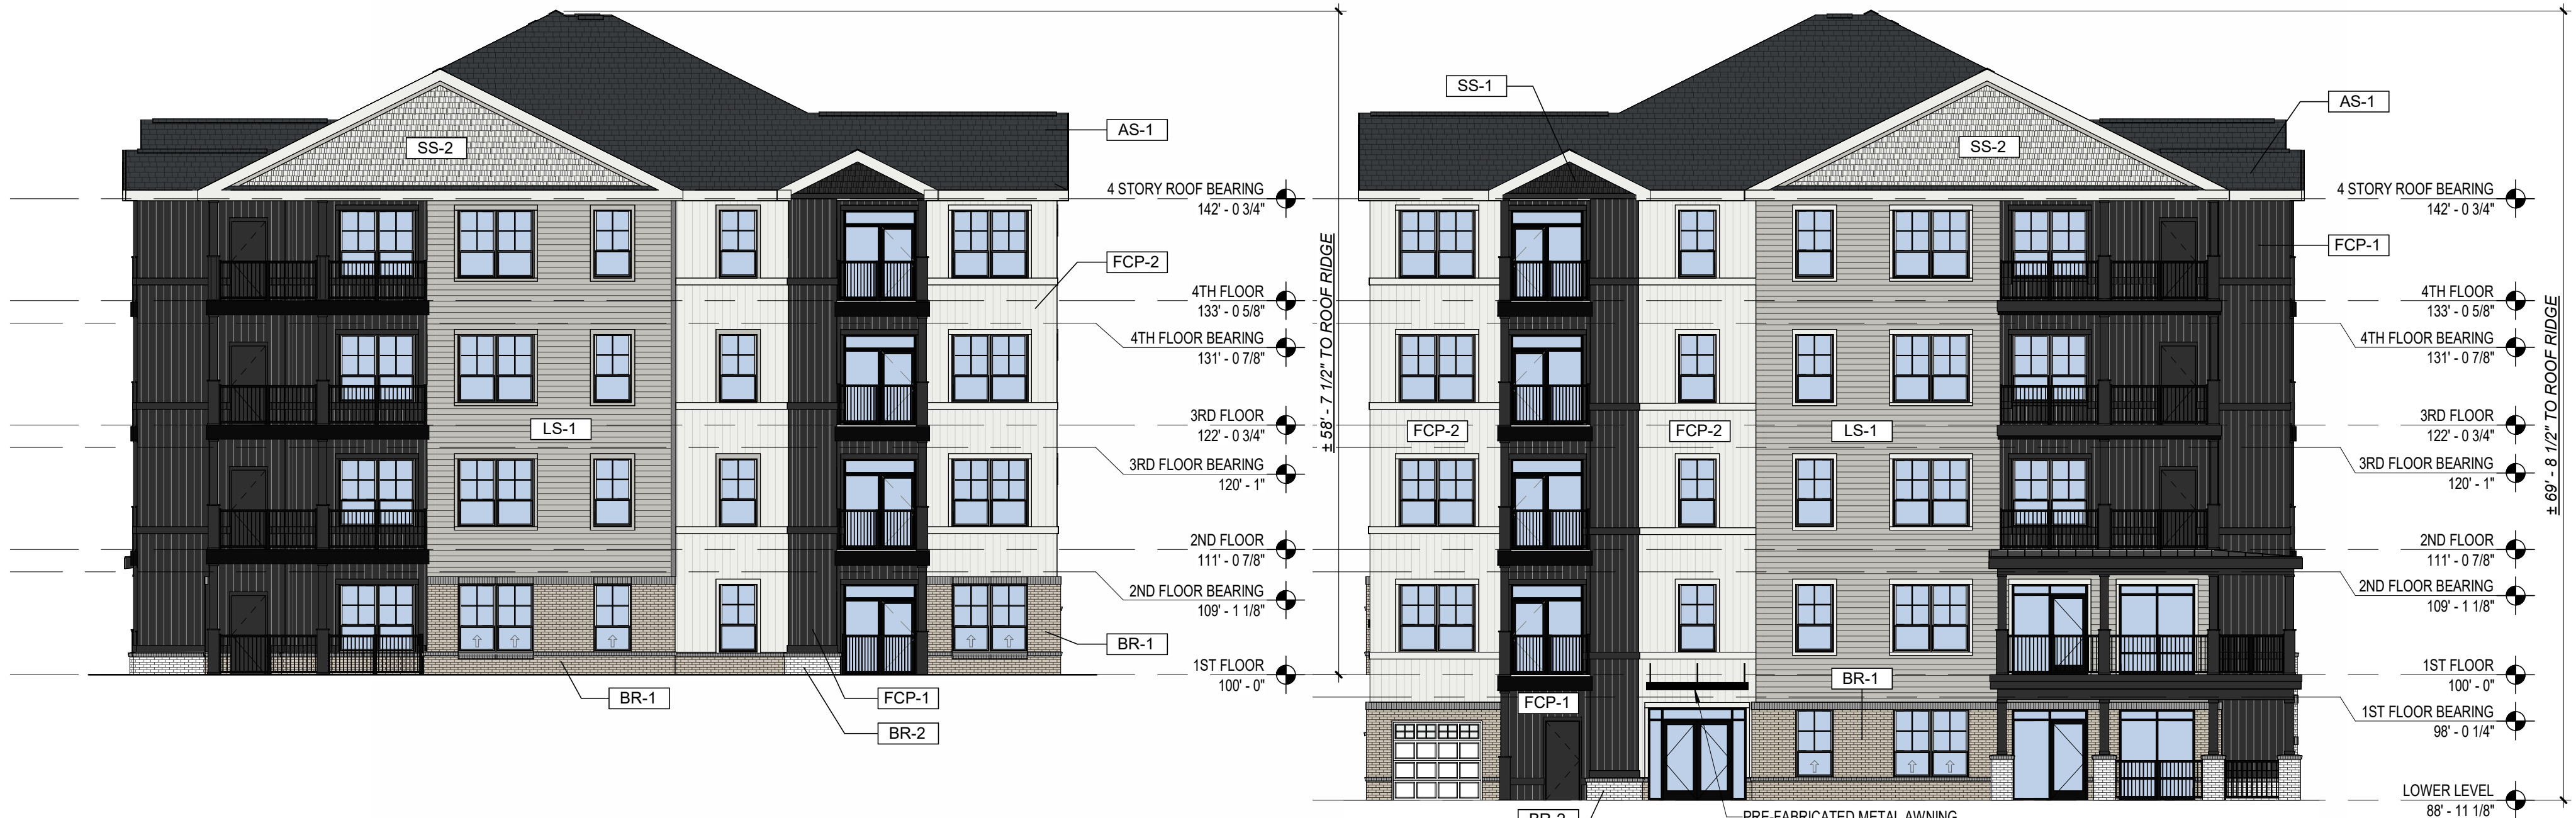 SS-2
AS-1
4 STORY ROOF BEARING
142' - 0 3/4"
FCP-2
4TH FLOOR
133' - 0 5/8"
4TH FLOOR BEARING
131' - 0 7/8"
LS-1
3RD FLOOR
122' - 0 3/4"
3RD FLOOR BEARING
120' - 1"
2ND FLOOR
111' - 0 7/8"
2ND FLOOR BEARING
109' - 1 1/8"
BR-1
1ST FLOOR
100' - 0"
BR-1
FCP-1
BR-2
± 58' - 7 1/2" TO ROOF RIDGE
SS-1
SS-2
AS-1
4 STORY ROOF BEARING
142' - 0 3/4"
FCP-1
4TH FLOOR
133' - 0 5/8"
4TH FLOOR BEARING
131' - 0 7/8"
FCP-2
FCP-2
LS-1
3RD FLOOR
122' - 0 3/4"
3RD FLOOR BEARING
120' - 1"
2ND FLOOR
111' - 0 7/8"
2ND FLOOR BEARING
109' - 1 1/8"
1ST FLOOR
100' - 0"
BR-1
FCP-1
1ST FLOOR BEARING
98' - 0 1/4"
LOWER LEVEL
88' - 11 1/8"
BR-2
PRE-FABRICATED METAL AWNING
± 69' - 8 1/2" TO ROOF RIDGE